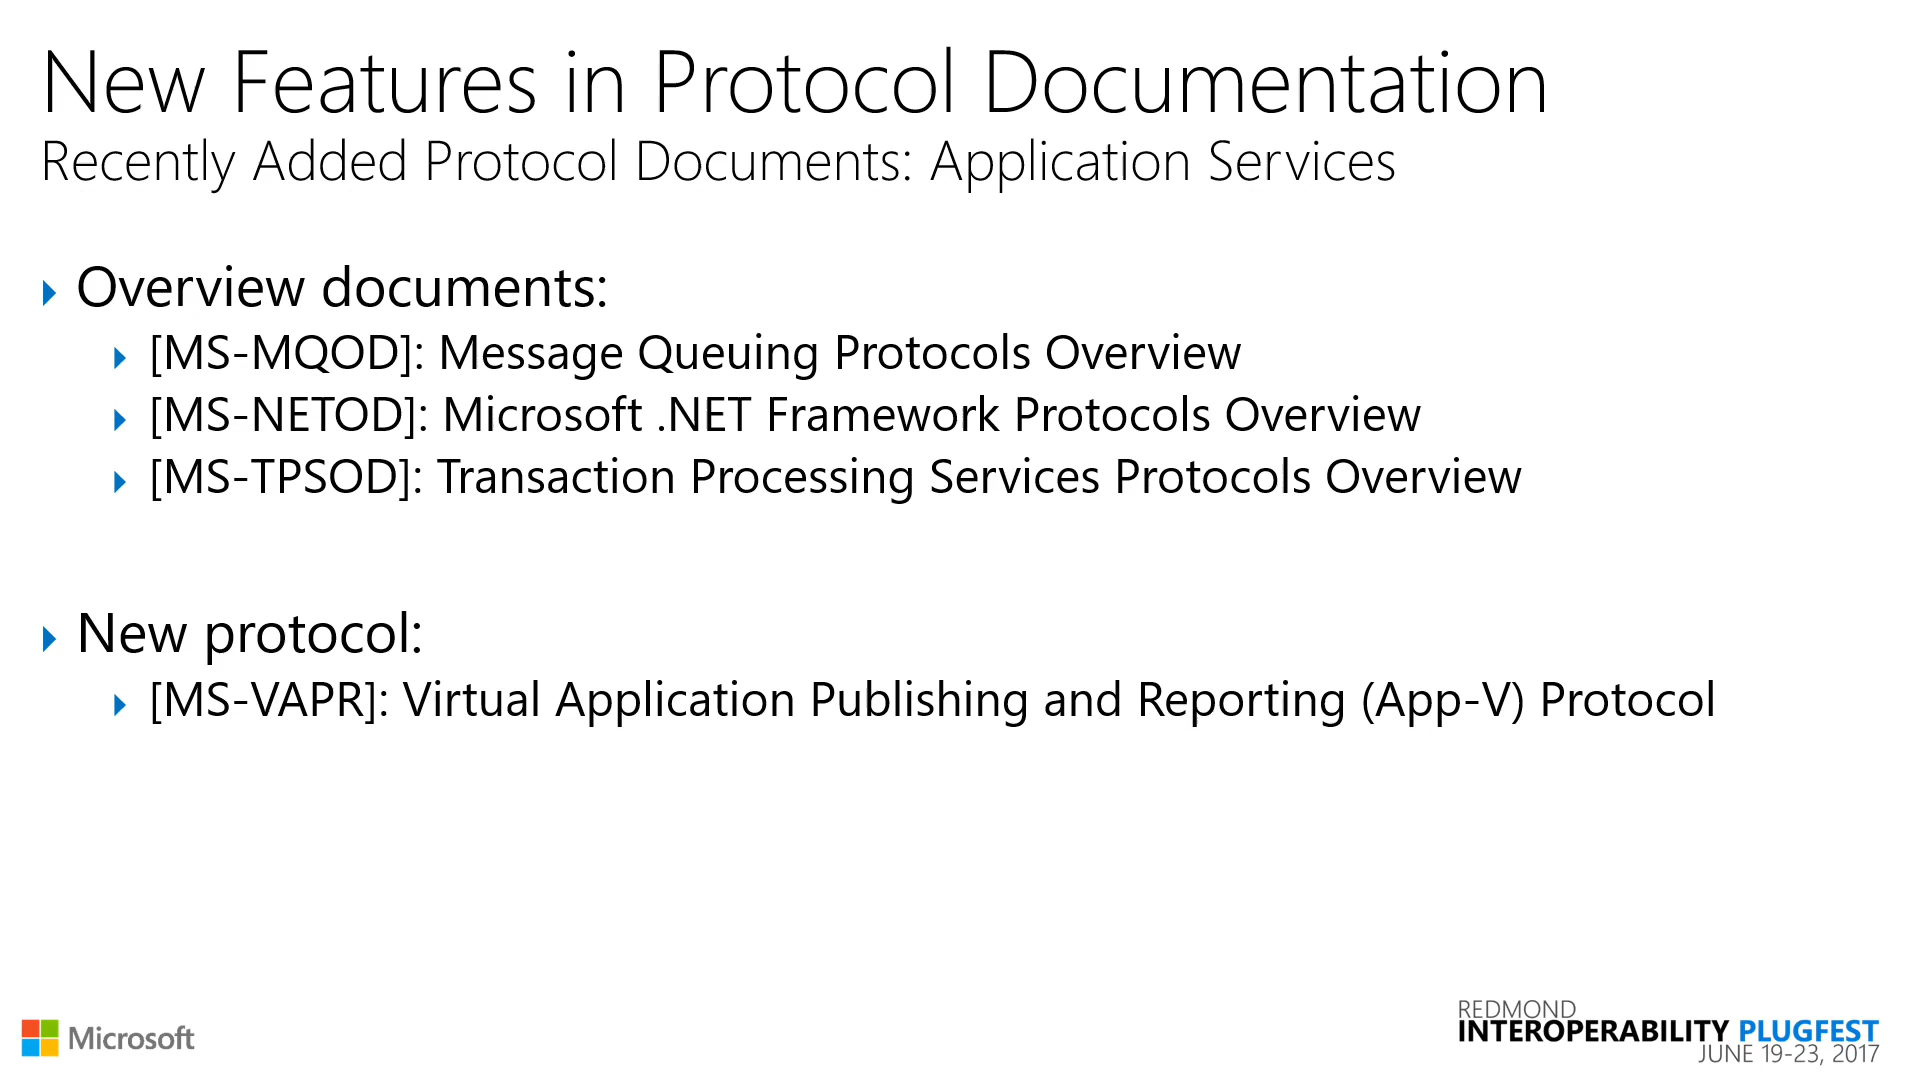 New Features in Protocol Documentation
Recently Added Protocol Documents: Application Services
Overview documents:
[MS-MQOD]: Message Queuing Protocols Overview
[MS-NETOD]: Microsoft .NET Framework Protocols Overview
[MS-TPSOD]: Transaction Processing Services Protocols Overview
New protocol:
[MS-VAPR]: Virtual Application Publishing and Reporting (App-V) Protocol
Microsoft
REDMOND
INTEROPERABILITY PLUGFEST
JUNE 19-23, 2017